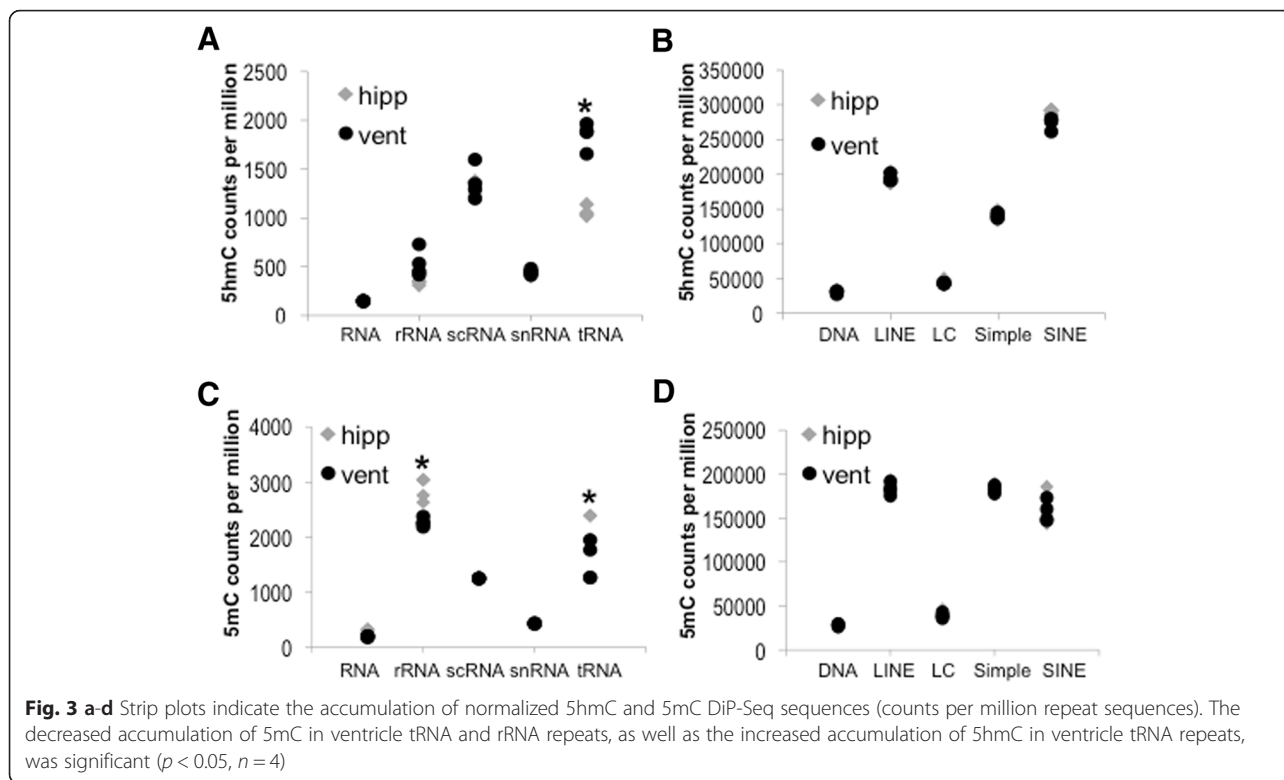 A
5hmC counts per million
2500
2000
1500
1000
500
0
hipp
vent
*
RNA rRNA scRNA snRNA tRNA
B
5hmC counts per million
350000
300000
250000
200000
150000
100000
50000
0
hipp
vent
DNA LINE LC Simple SINE
C
5mC counts per million
4000
3000
2000
1000
0
hipp
vent
*
*
RNA rRNA scRNA snRNA tRNA
D
5mC counts per million
250000
200000
150000
100000
50000
0
hipp
vent
DNA LINE LC Simple SINE
Fig. 3 a-d Strip plots indicate the accumulation of normalized 5hmC and 5mC DiP-Seq sequences (counts per million repeat sequences). The
decreased accumulation of 5mC in ventricle tRNA and rRNA repeats, as well as the increased accumulation of 5hmC in ventricle tRNA repeats,
was significant (p < 0.05, n = 4)